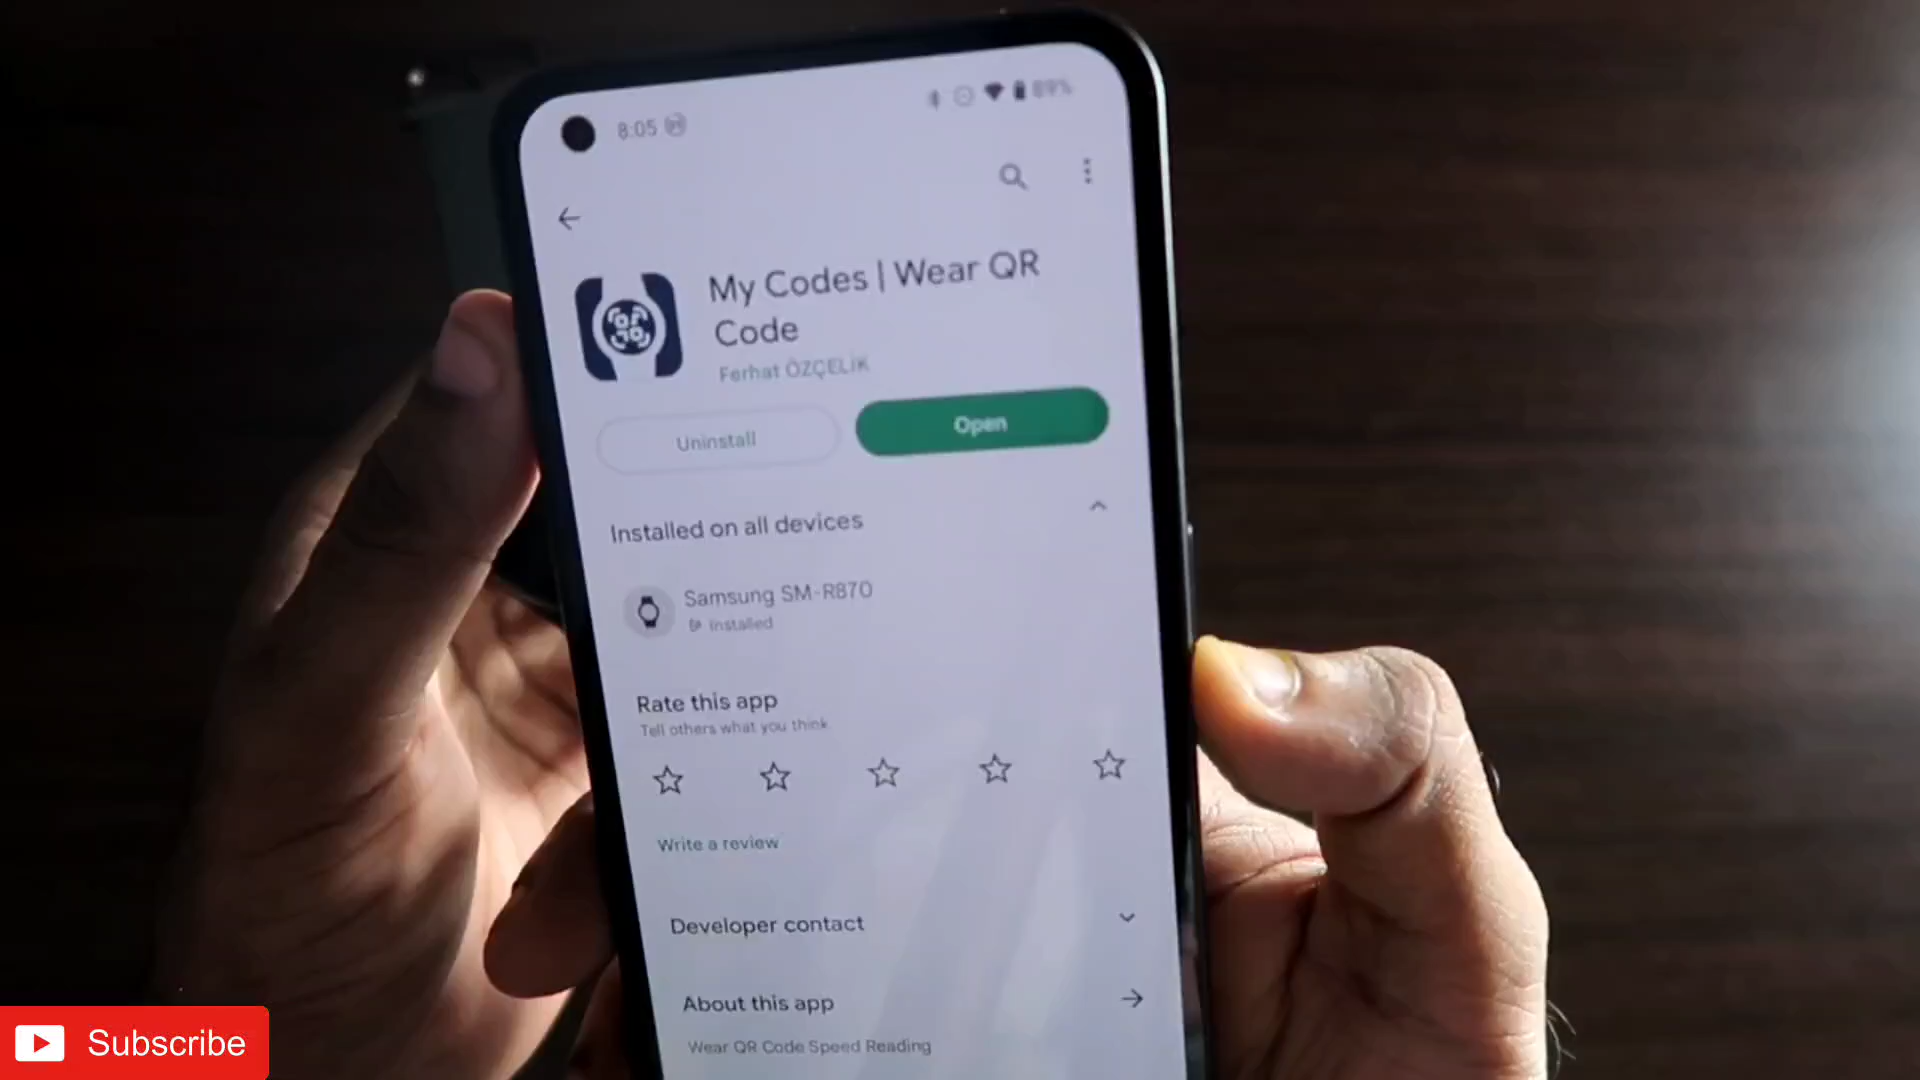 8:05
89%
My Codes | Wear QR
Code
Ferhat ÖZÇELİK
Uninstall
Open
Installed on all devices
Samsung SM-R870
Installed
Rate this app
Tell others what you think
Write a review
Developer contact
About this app
Wear QR Code Speed Reading
Subscribe